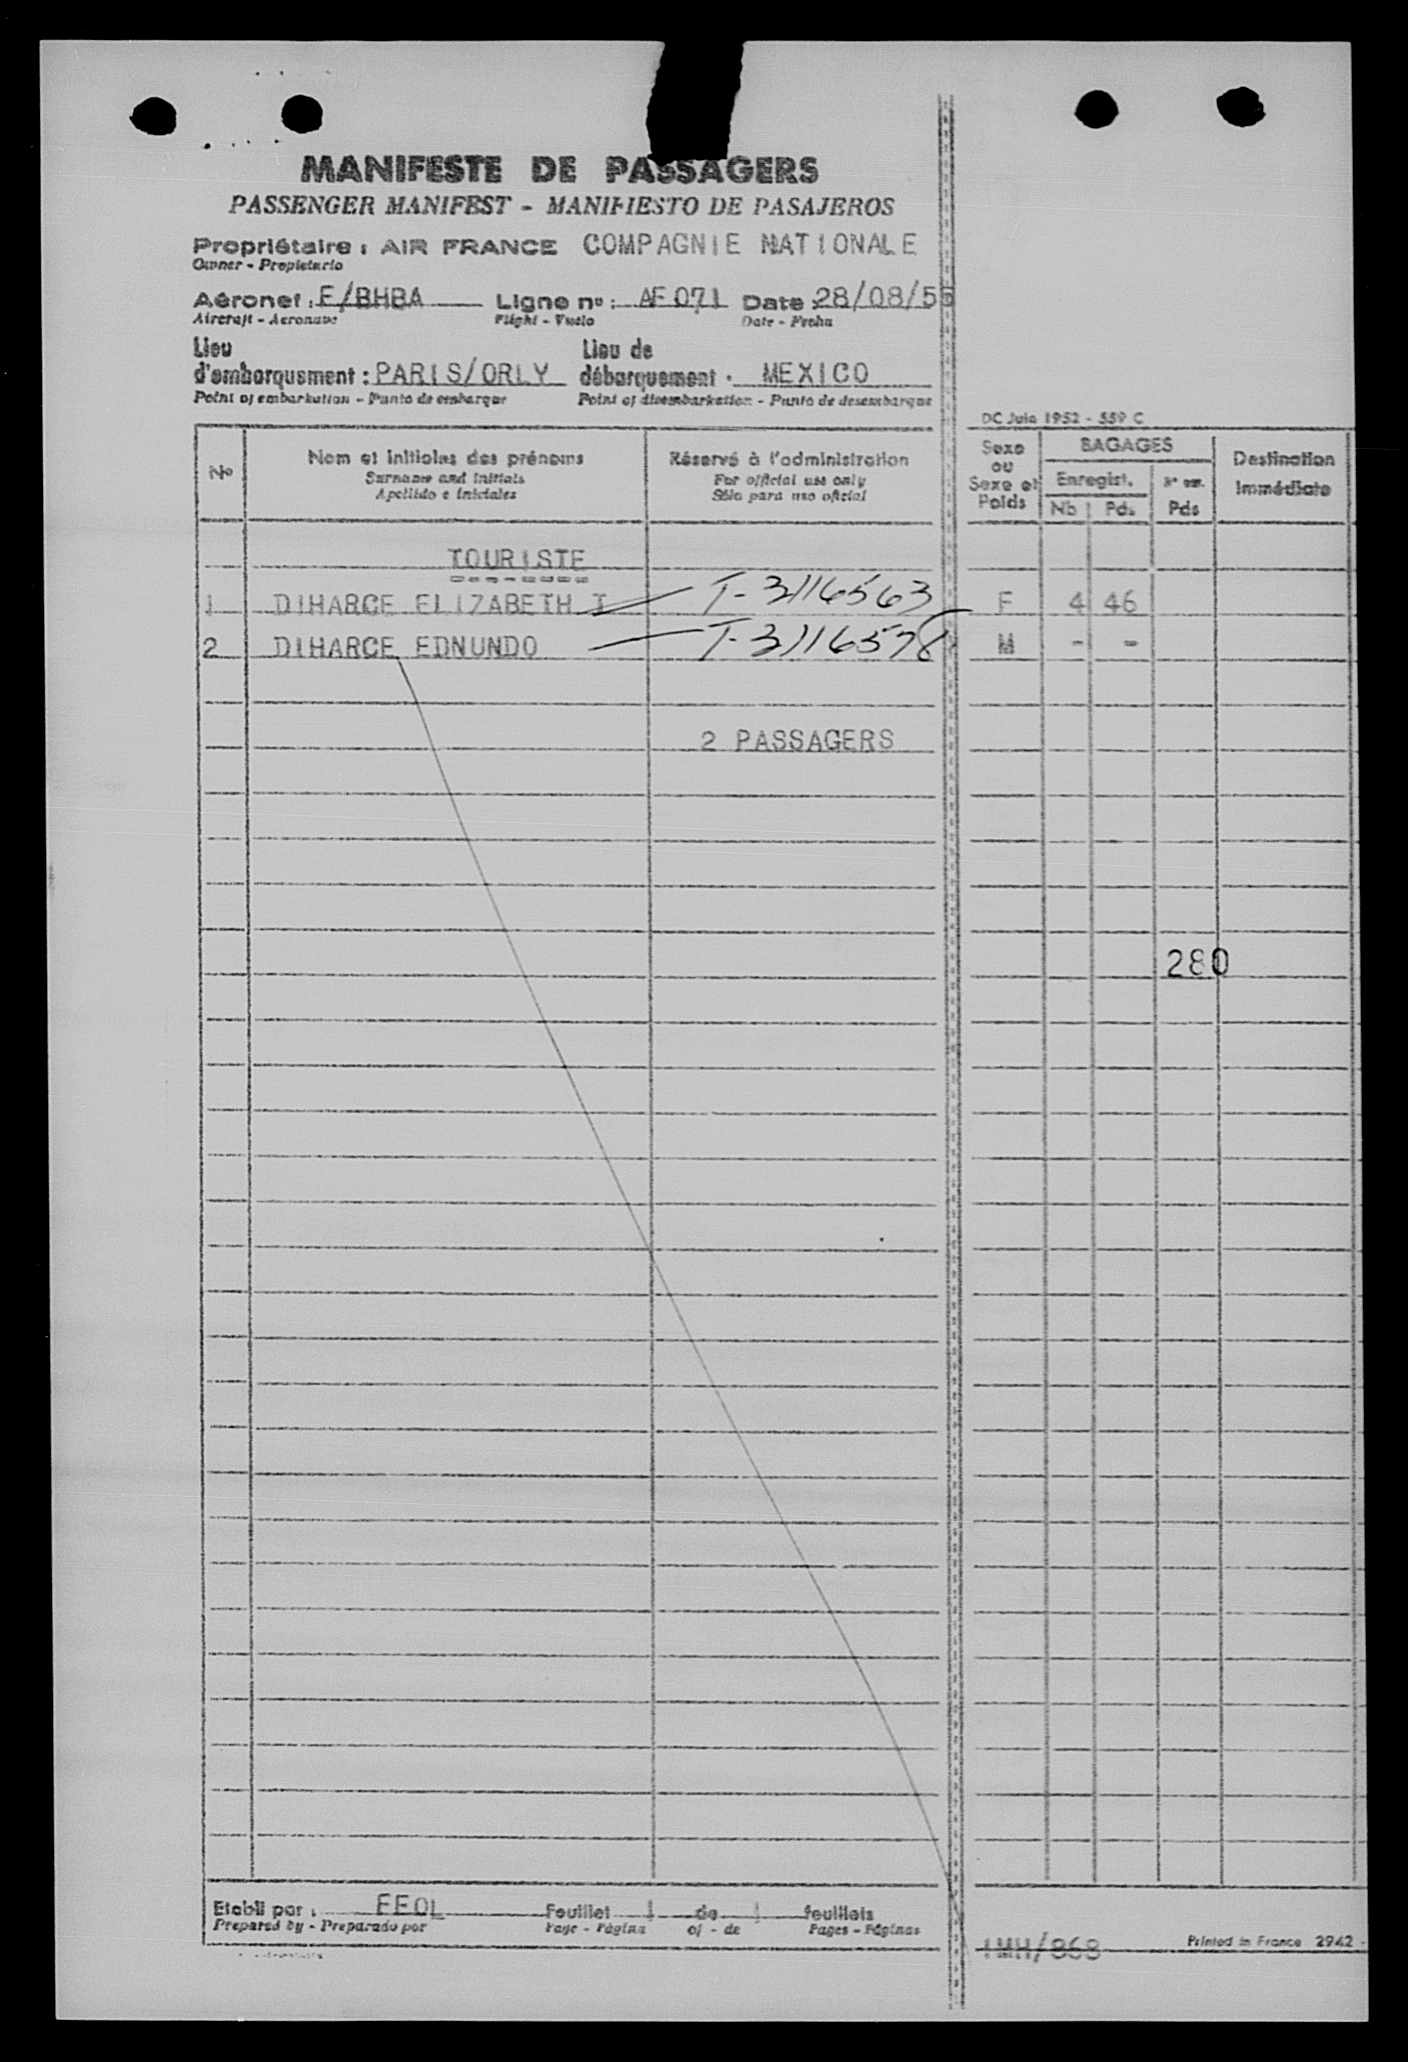 MANIFESTE DE PASSAGERS
PASSENGER MANIFEST - MANIFIESTO DE PASAJEROS
Propriétaire : AIR FRANCE COMPAGNIE NATIONALE
Owner - Propietario
Aéronef : F/BHBA Ligne no : AF 071 Date : 28/08/55
Aircraft - Aeronave Flight - Vuelo Date - Fecha
Lieu Lieu de
d'embarquement : PARIS/ORLY débarquement : MEXICO
Point of embarkation - Punto de embarque Point of disembarkation - Punto de desembarque
DC Juin 1952 - 559 C
No Nom et initiales des prénoms Réservé à l'administration Sexe ou Sexe et Poids BAGAGES Destination Immédiate
Surname and initials For official use only Enregist.
Apellido e iniciales Sólo para uso oficial Nb Pds Pds
TOURISTE
1 DIHARCE ELIZABETH T T-3116563 F 4 46
2 DIHARCE EDNUNDO T-3116578 M - -
2 PASSAGERS
280
Etabli par : FEOL Feuillet 1 de 1 feuillets
Prepared by - Preparado por Page - Página of - de Pages - Páginas
IMH/868 Printed in France 2942 -